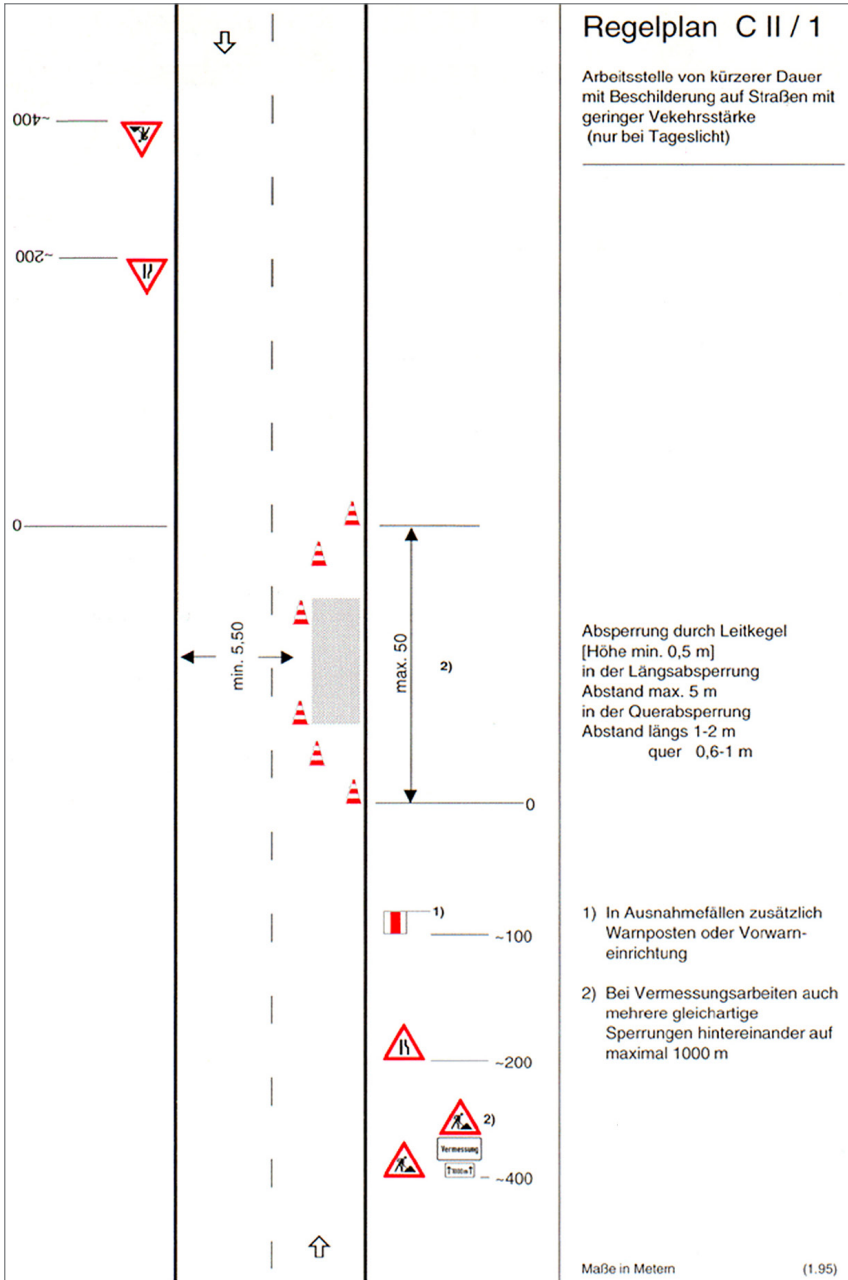 Regelplan C II / 1
Arbeitsstelle von kürzerer Dauer
mit Beschilderung auf Straßen mit
geringer Vekehrsstärke
(nur bei Tageslicht)
~400
~200
0
min. 5,50
max. 50
2)
0
1)
~100
~200
2)
Vermessung
↑1000m↑
~400
Absperrung durch Leitkegel
[Höhe min. 0,5 m]
in der Längsabsperrung
Abstand max. 5 m
in der Querabsperrung
Abstand längs 1-2 m
quer 0,6-1 m
1) In Ausnahmefällen zusätzlich
Warnposten oder Vorwarn-
einrichtung
2) Bei Vermessungsarbeiten auch
mehrere gleichartige
Sperrungen hintereinander auf
maximal 1000 m
Maße in Metern (1.95)